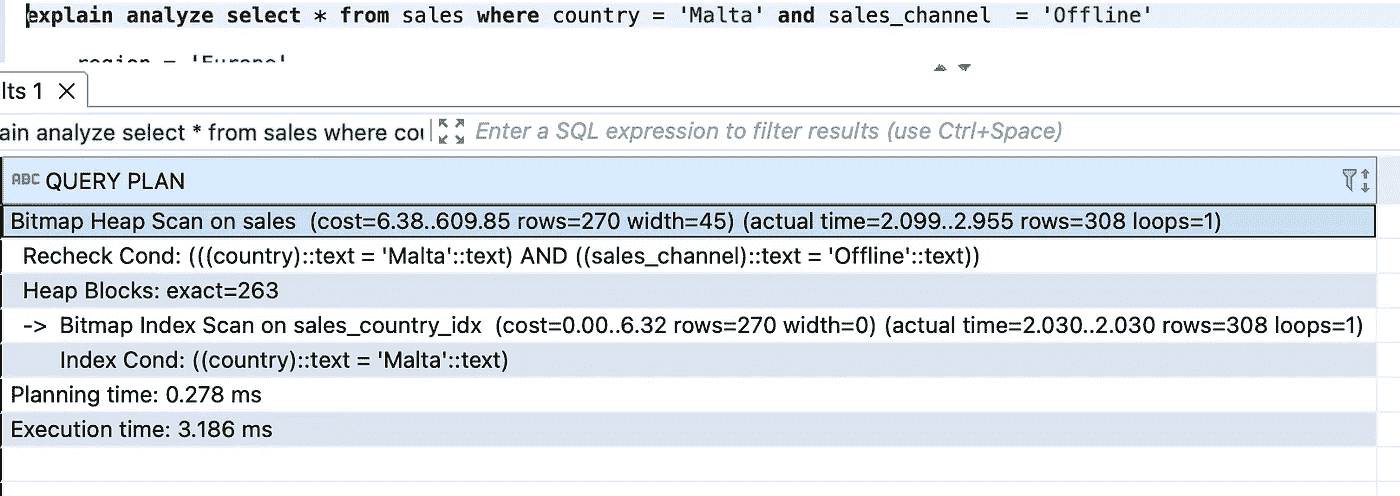 explain analyze select * from sales where country = 'Malta' and sales_channel  = 'Offline'
region = 'Europe'
lts 1
ain analyze select * from sales where cou
Enter a SQL expression to filter results (use Ctrl+Space)
ABC QUERY PLAN
Bitmap Heap Scan on sales  (cost=6.38..609.85 rows=270 width=45) (actual time=2.099..2.955 rows=308 loops=1)
Recheck Cond: (((country)::text = 'Malta'::text) AND ((sales_channel)::text = 'Offline'::text))
Heap Blocks: exact=263
->  Bitmap Index Scan on sales_country_idx  (cost=0.00..6.32 rows=270 width=0) (actual time=2.030..2.030 rows=308 loops=1)
Index Cond: ((country)::text = 'Malta'::text)
Planning time: 0.278 ms
Execution time: 3.186 ms